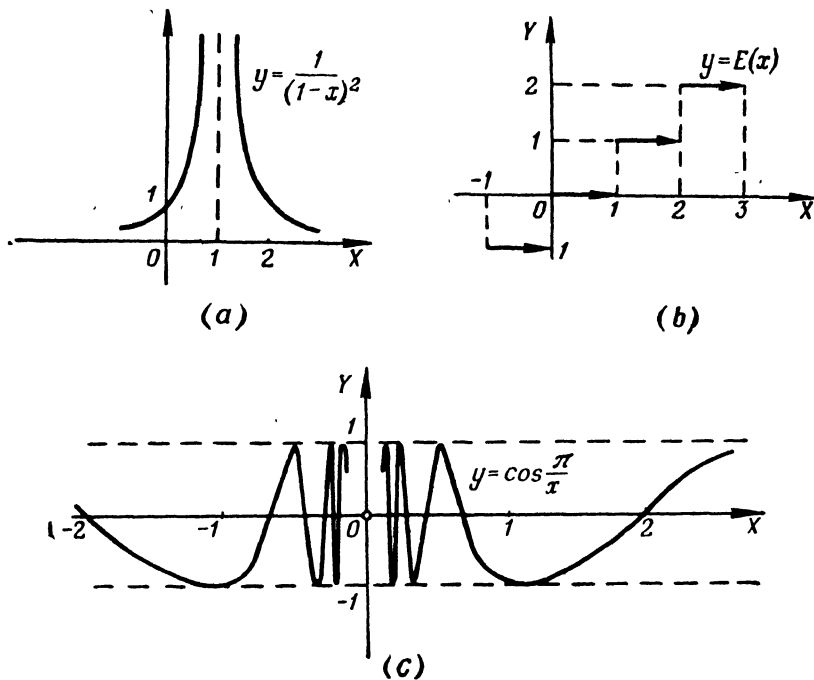 y = 1/(1-x)²
1
0 1 2 X
(a)
Y
y = E(x)
2
1
-1
0 1 2 3 X
1
(b)
Y
1
y = cos π/x
-2 -1 0 1 2 X
-1
(c)